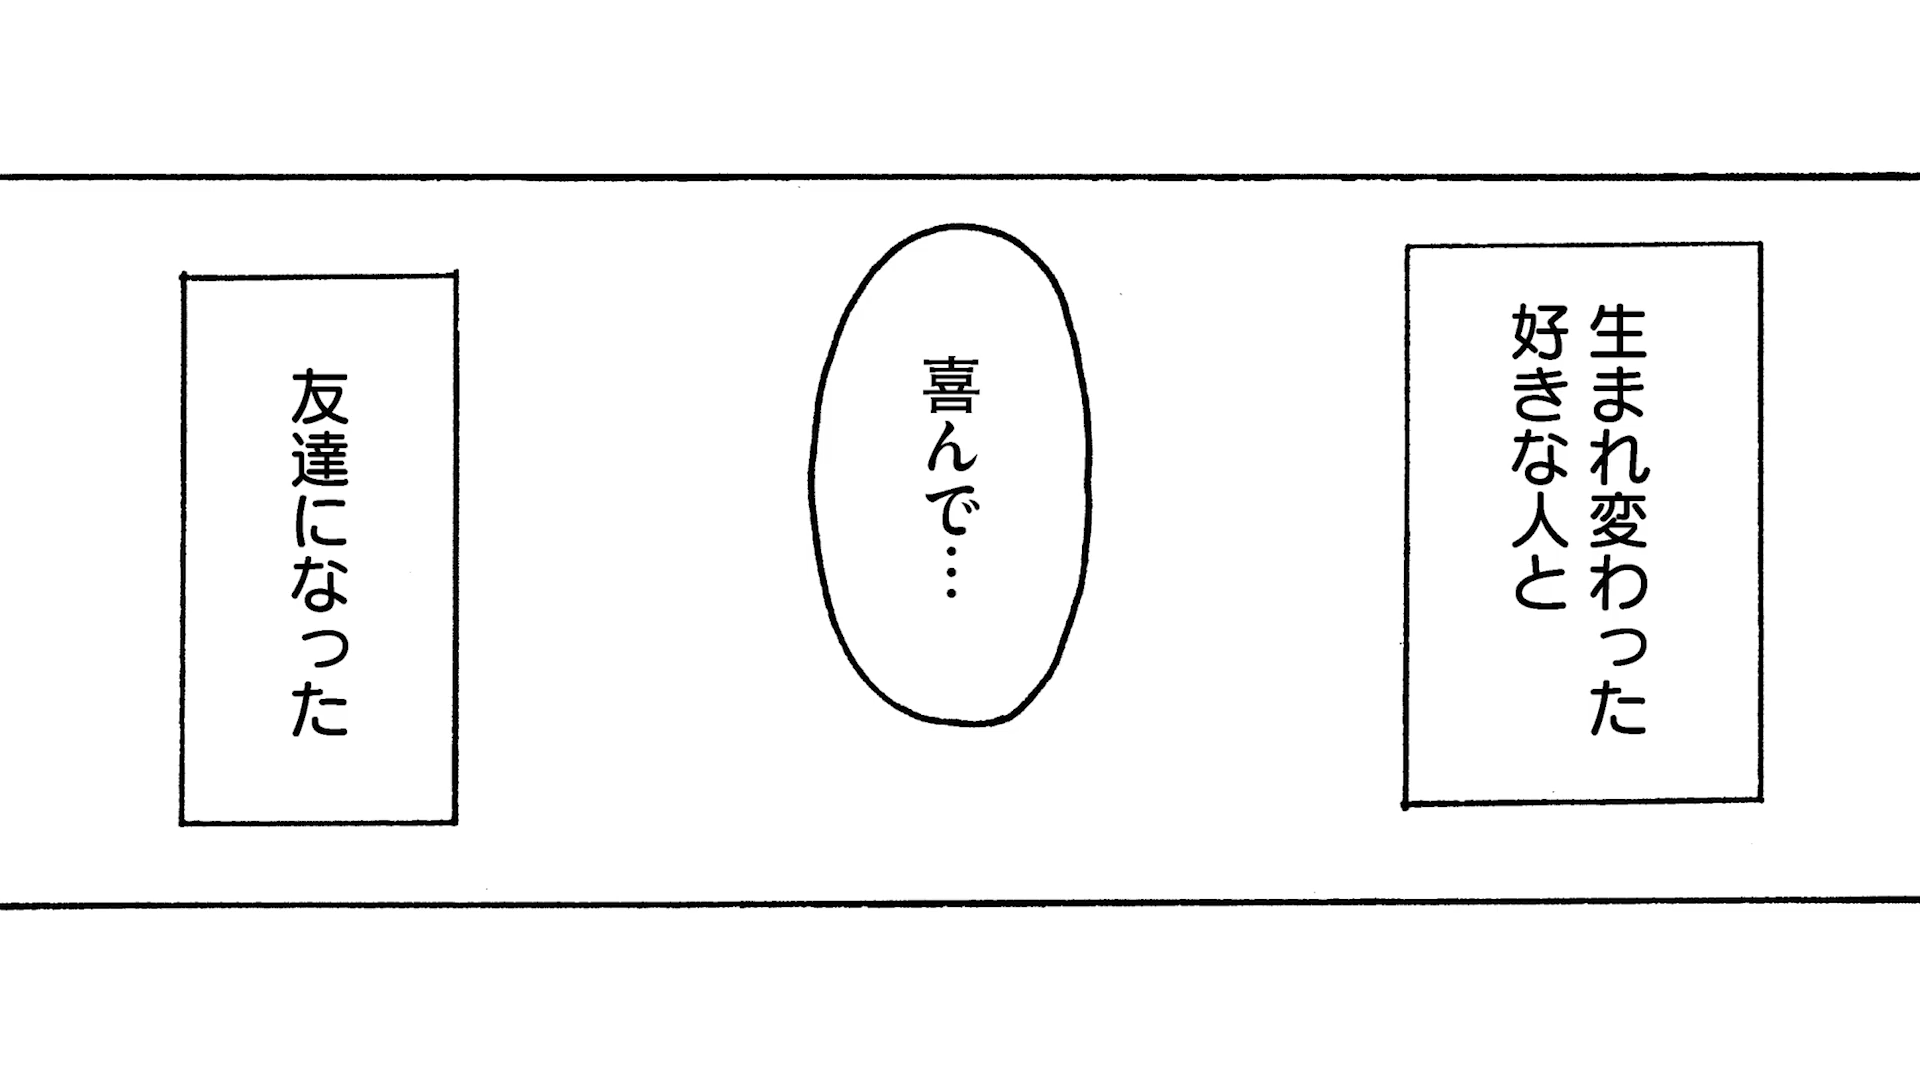 生まれ変わった
好きな人と
喜んで…
友達になった